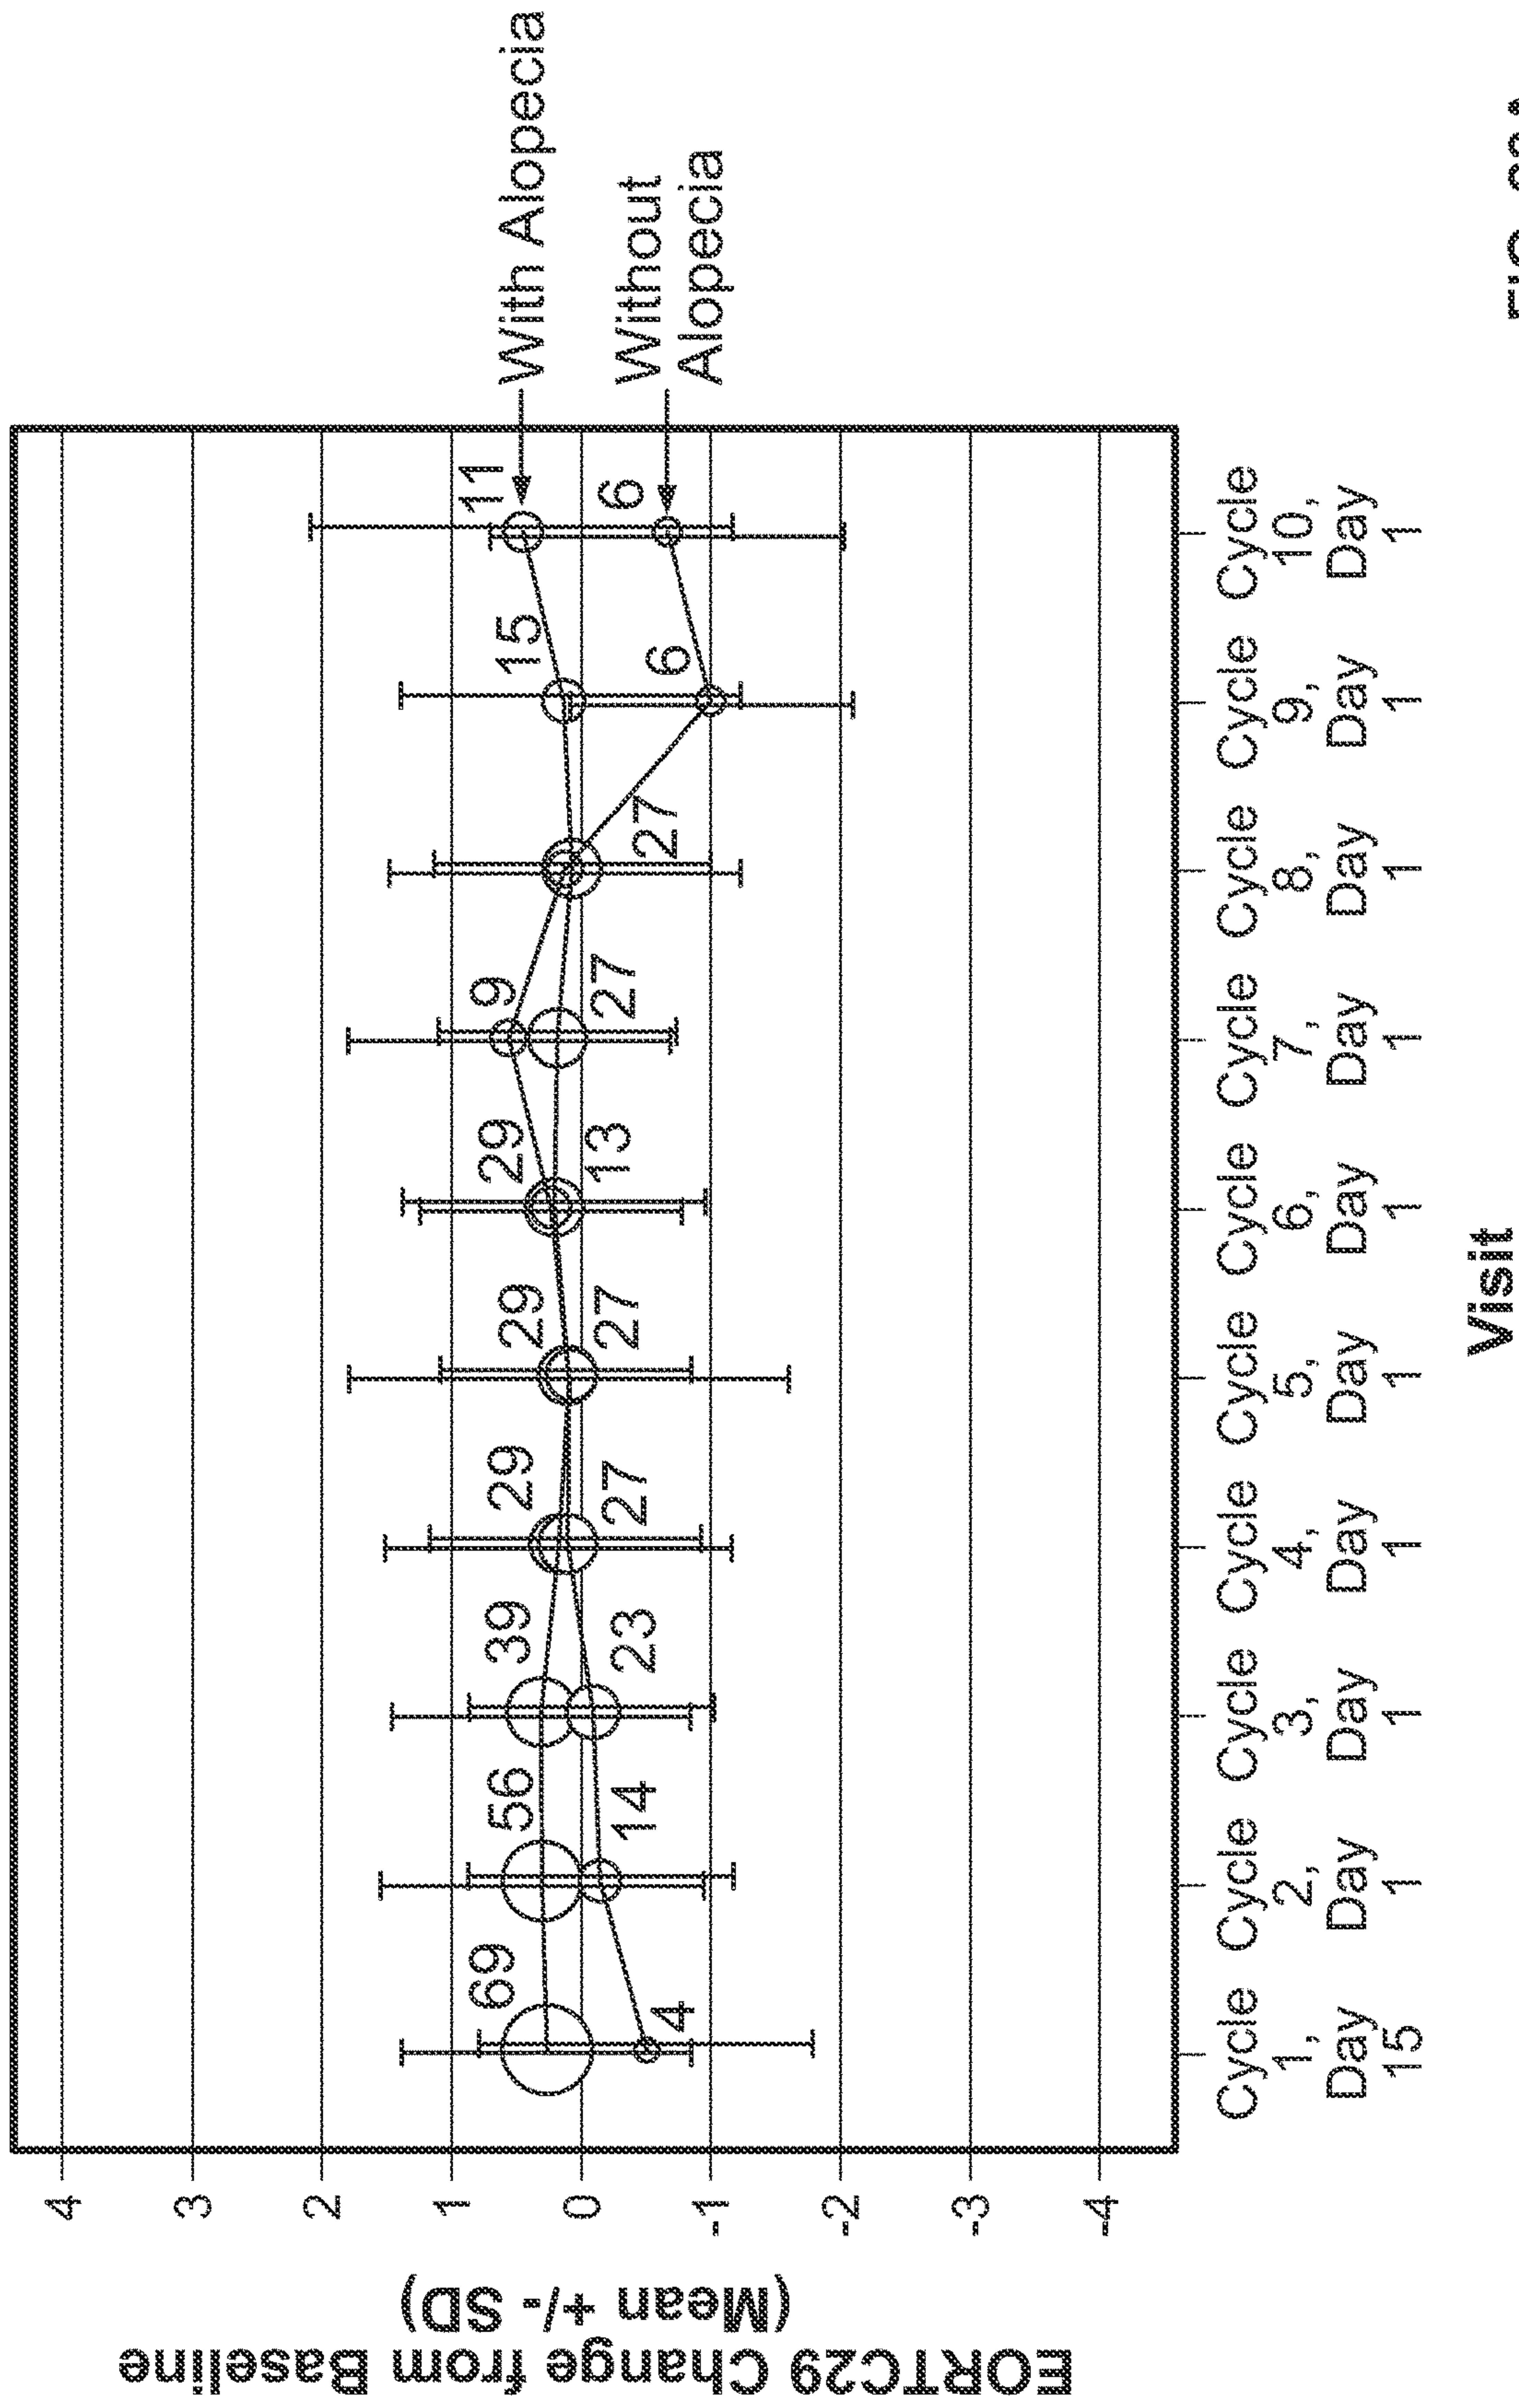 EORTC29 Change from Baseline
(Mean +/- SD)
4
3
2
1
0
-1
-2
-3
-4
69
4
56
14
39
23
29
27
29
27
29
13
9
27
27
15
6
11
6
With Alopecia
Without
Alopecia
Cycle
1,
Day
15
Cycle
2,
Day
1
Cycle
3,
Day
1
Cycle
4,
Day
1
Cycle
5,
Day
1
Cycle
6,
Day
1
Cycle
7,
Day
1
Cycle
8,
Day
1
Cycle
9,
Day
1
Cycle
10,
Day
1
Visit